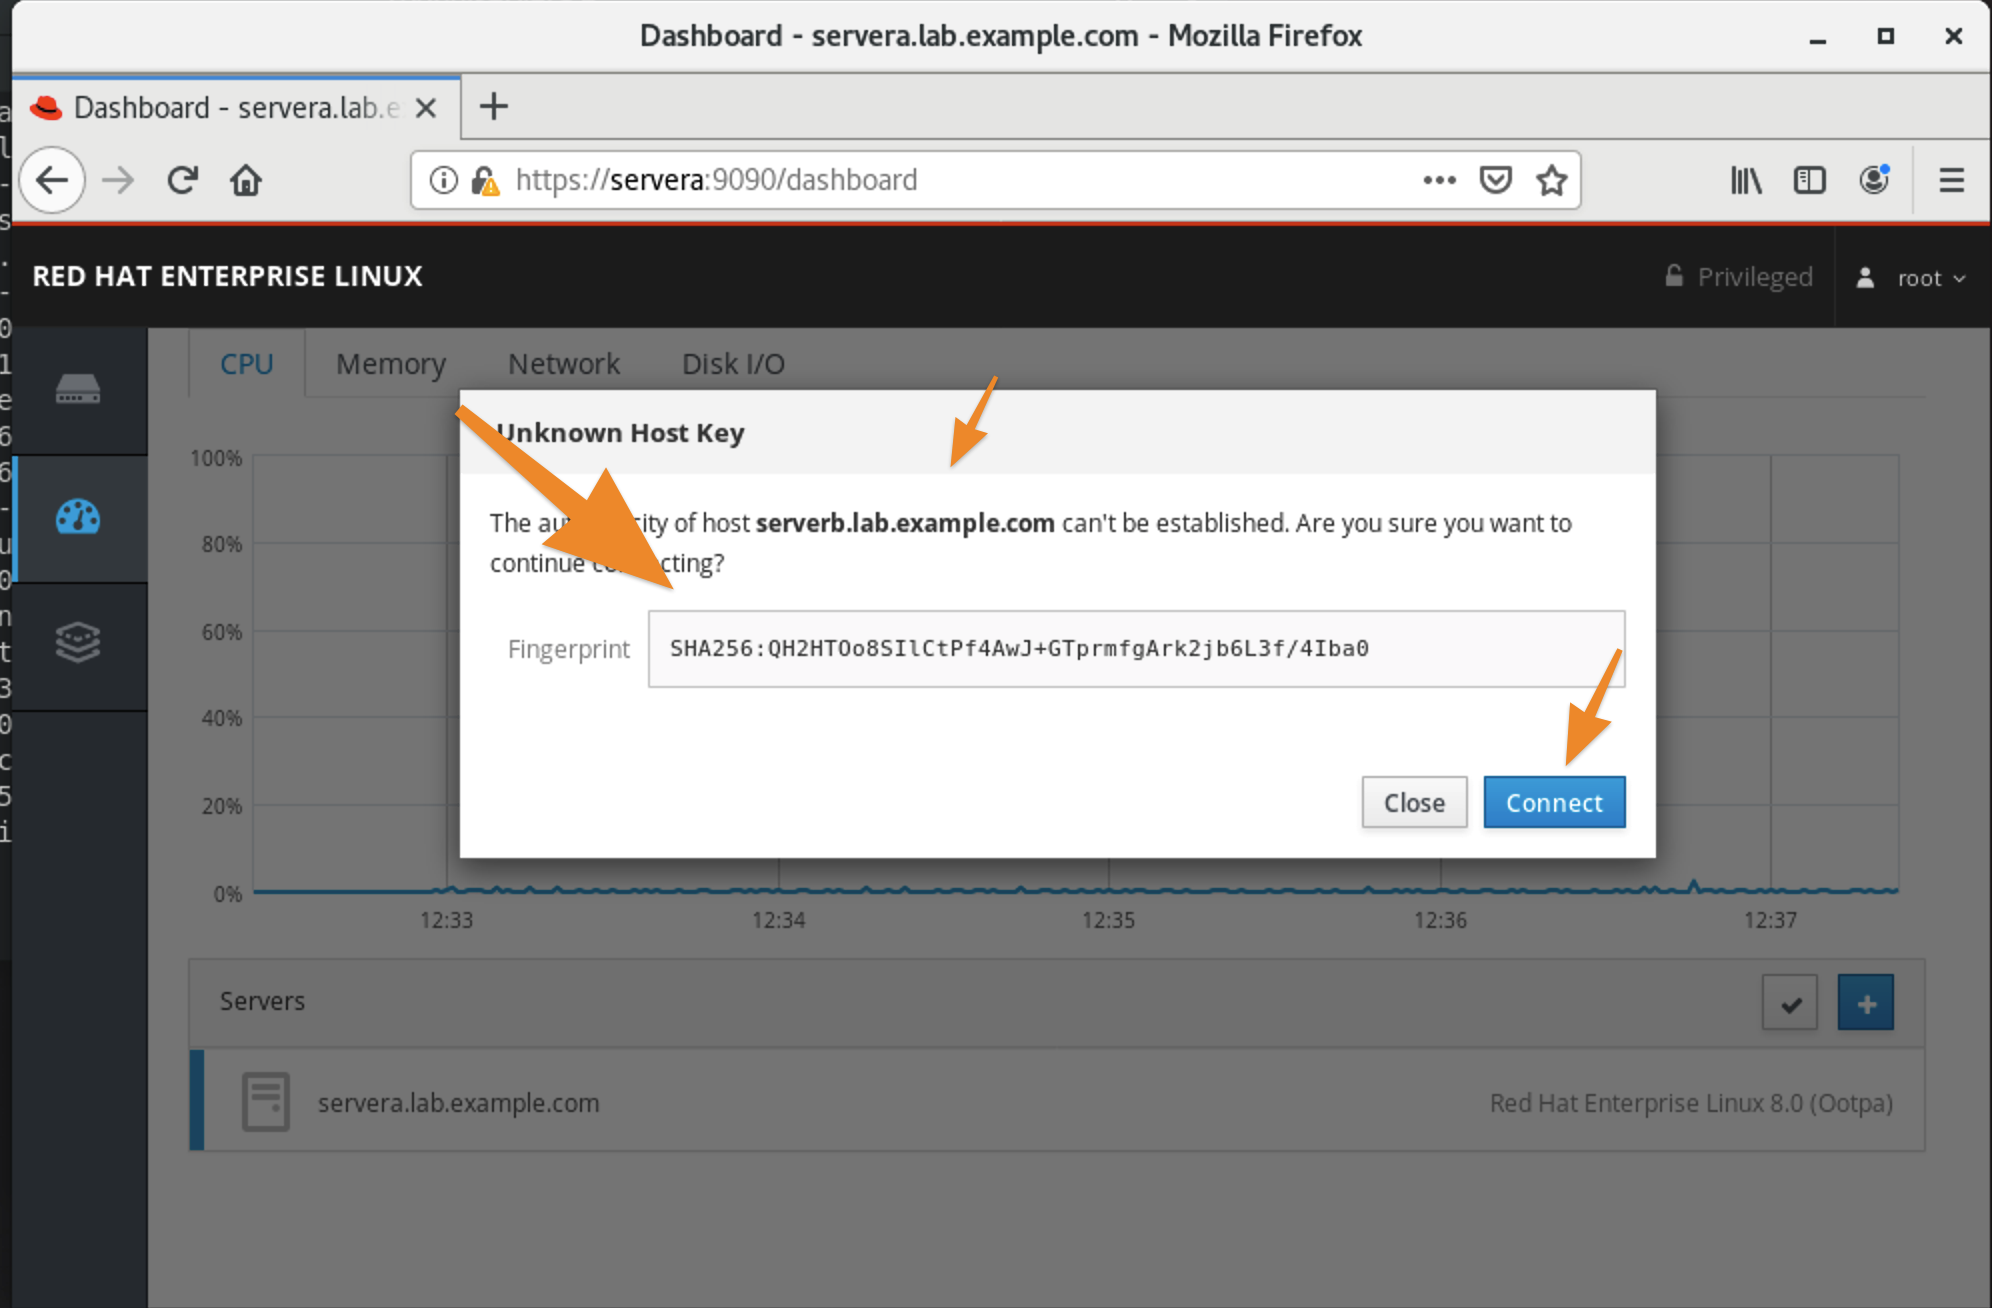 Dashboard - servera.lab.example.com - Mozilla Firefox
Dashboard - servera.lab.e
https://servera:9090/dashboard
RED HAT ENTERPRISE LINUX
Privileged
root
CPU
Memory
Network
Disk I/O
Unknown Host Key
The au city of host serverb.lab.example.com can't be established. Are you sure you want to
continue cting?
Fingerprint
SHA256:QH2HTOo8SIlCtPf4AwJ+GTprmfgArk2jb6L3f/4Iba0
Close
Connect
100%
80%
60%
40%
20%
0%
12:33
12:34
12:35
12:36
12:37
Servers
servera.lab.example.com
Red Hat Enterprise Linux 8.0 (Ootpa)